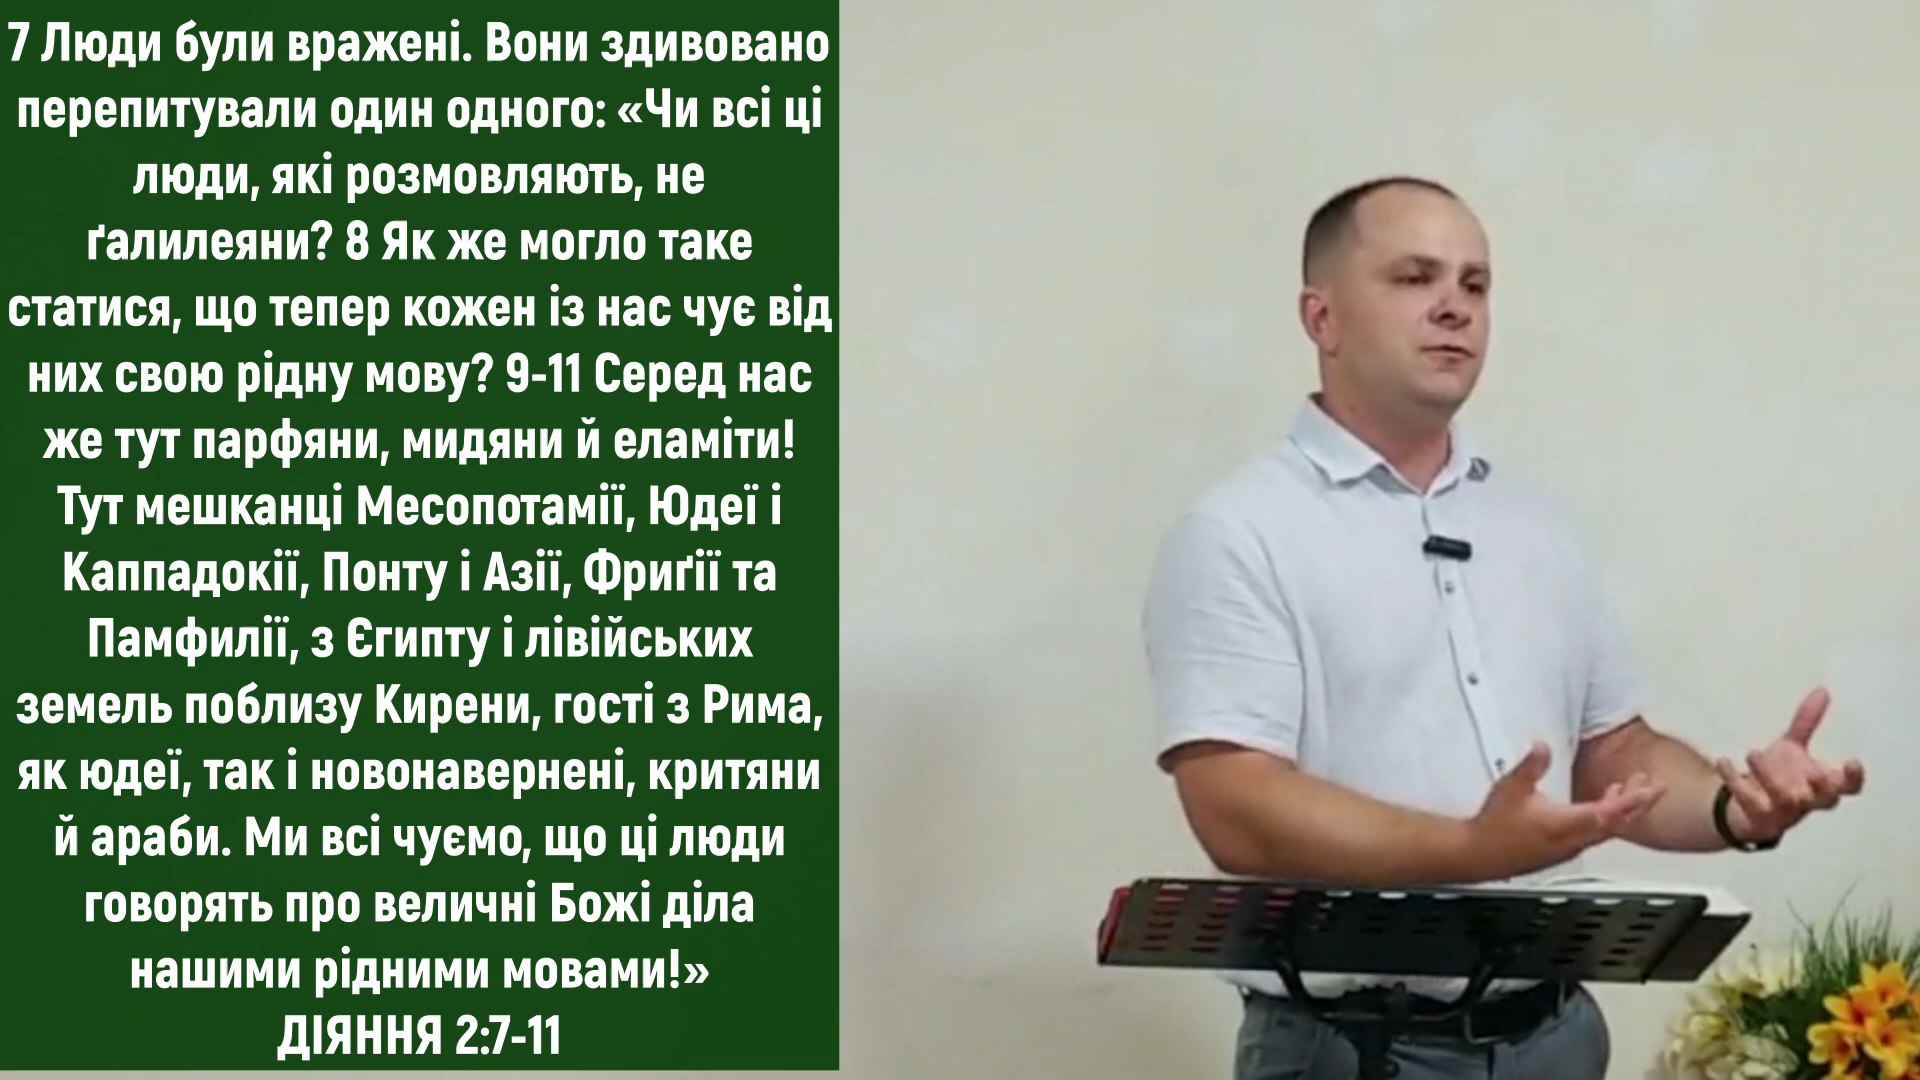 7 Люди були вражені. Вони здивовано
перепитували один одного: «Чи всі ці
люди, які розмовляють, не
ґалилеяни? 8 Як же могло таке
статися, що тепер кожен із нас чує від
них свою рідну мову? 9-11 Серед нас
же тут парфяни, мидяни й еламіти!
Тут мешканці Месопотамії, Юдеї і
Каппадокії, Понту і Азії, Фриґії та
Памфилії, з Єгипту і лівійських
земель поблизу Кирени, гості з Рима,
як юдеї, так і новонавернені, критяни
й араби. Ми всі чуємо, що ці люди
говорять про величні Божі діла
нашими рідними мовами!»
ДІЯННЯ 2:7-11